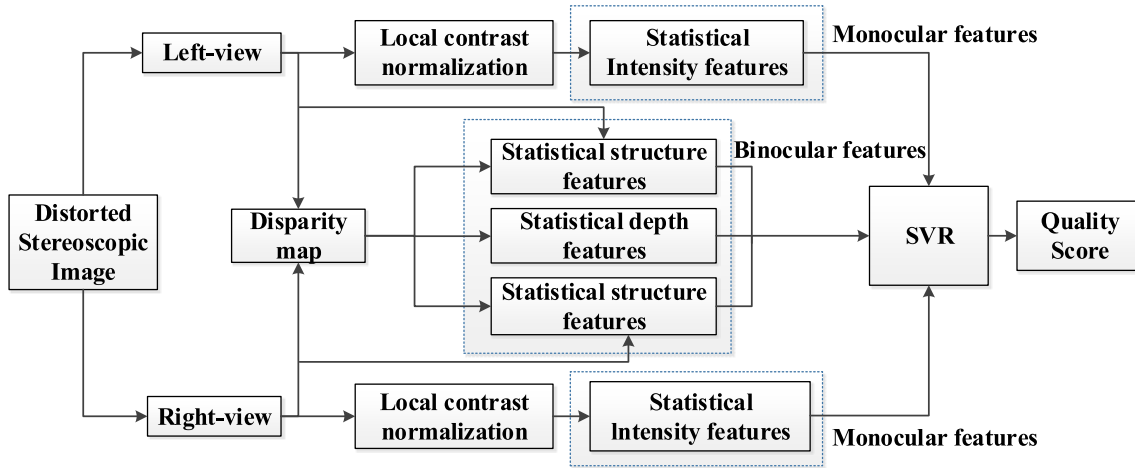 Left-view
Local contrast
normalization
Statistical
Intensity features
Monocular features
Statistical structure
features
Binocular features
Distorted
Stereoscopic
Image
Disparity
map
Statistical depth
features
SVR
Quality
Score
Statistical structure
features
Right-view
Local contrast
normalization
Statistical
lntensity features
Monocular features